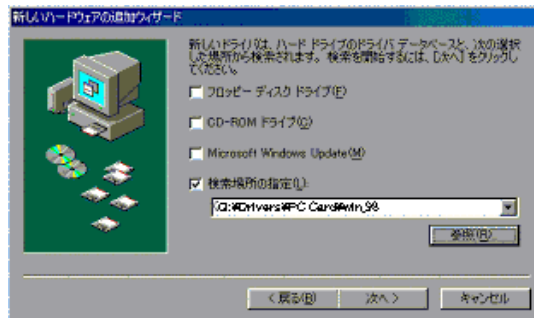 新しいハードウェアの追加ウィザード
新しいドライバは、ハード ドライブのドライバ データベースと、次の選択
した場所から検索されます。検索を開始するには、[次へ] をクリックし
てください。
フロッピー ディスク ドライブ(F)
CD-ROM ドライブ(C)
Microsoft Windows Update(M)
検索場所の指定(L):
Q:¥Drivers¥PC Card¥win_98
参照(R)...
< 戻る(B)
次へ >
キャンセル